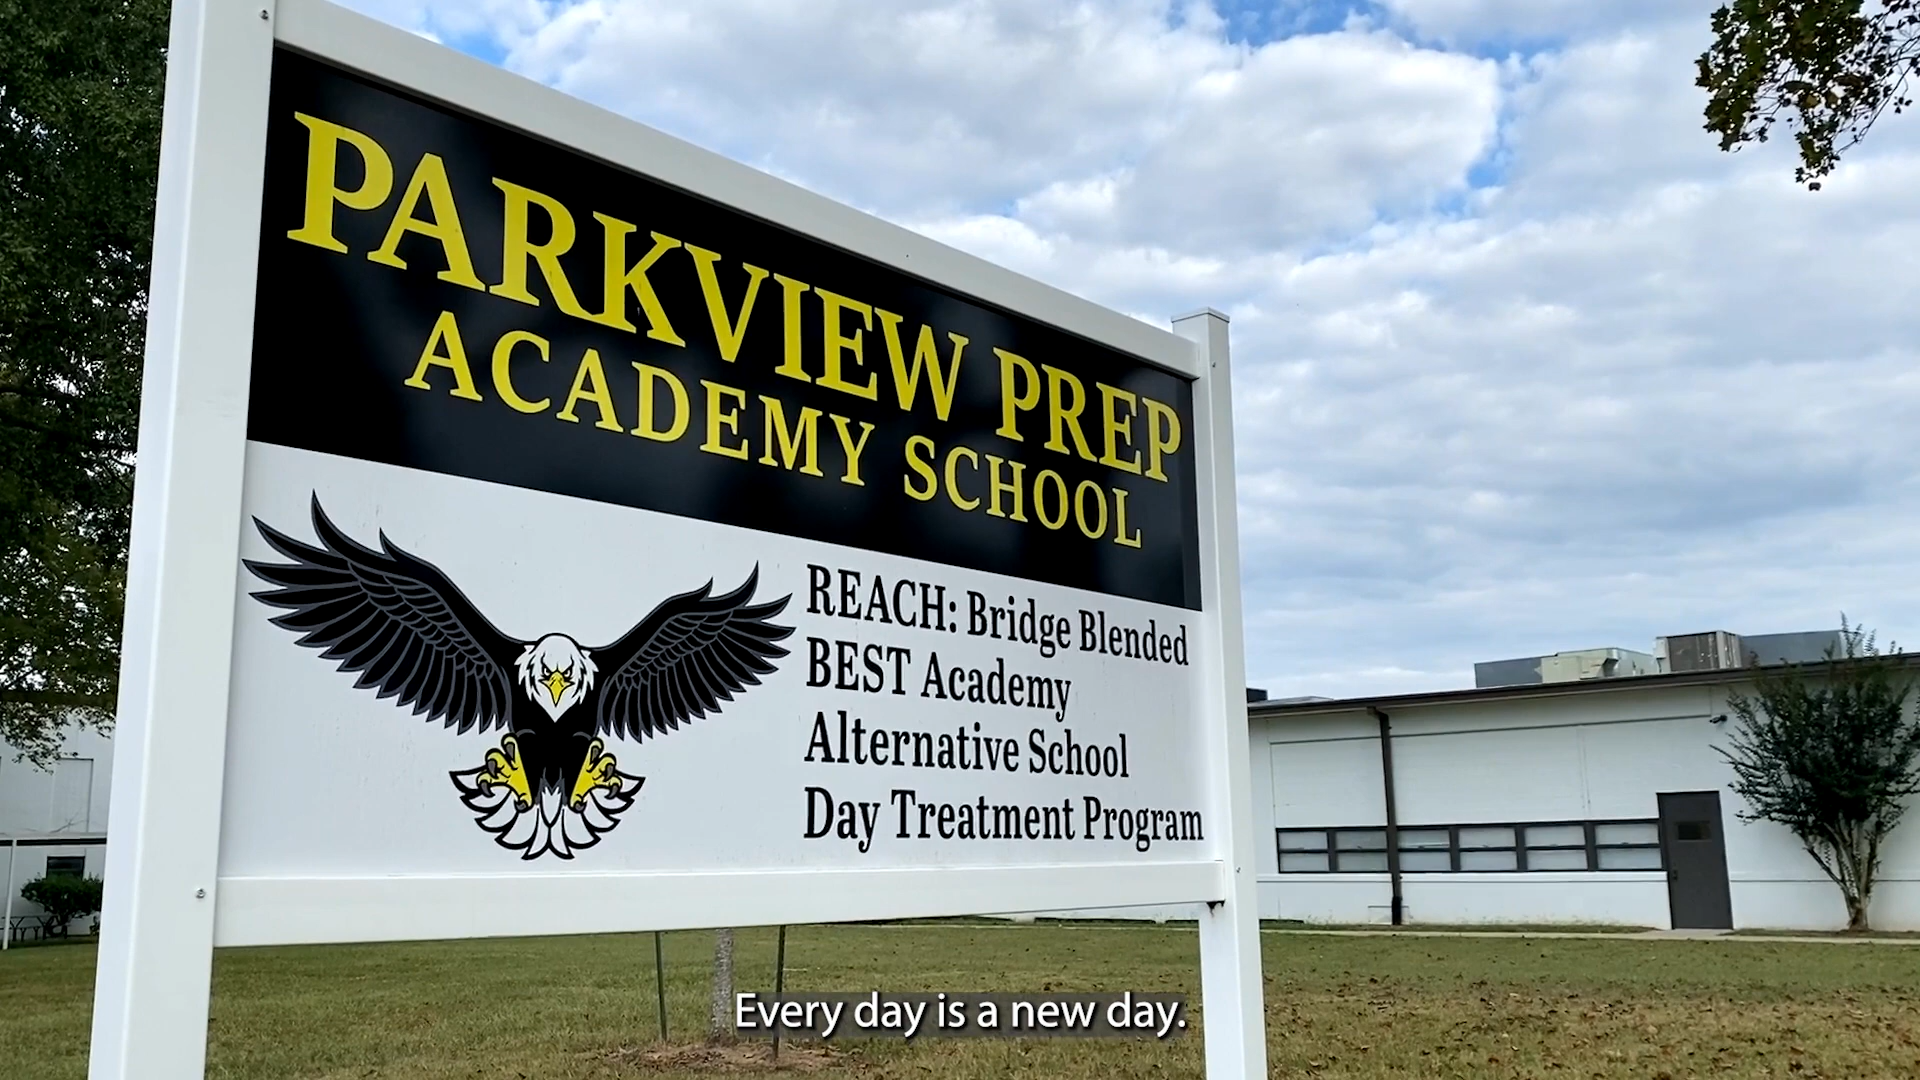 PARKVIEW PREP
ACADEMY SCHOOL
REACH: Bridge Blended
BEST Academy
Alternative School
Day Treatment Program
Every day is a new day.